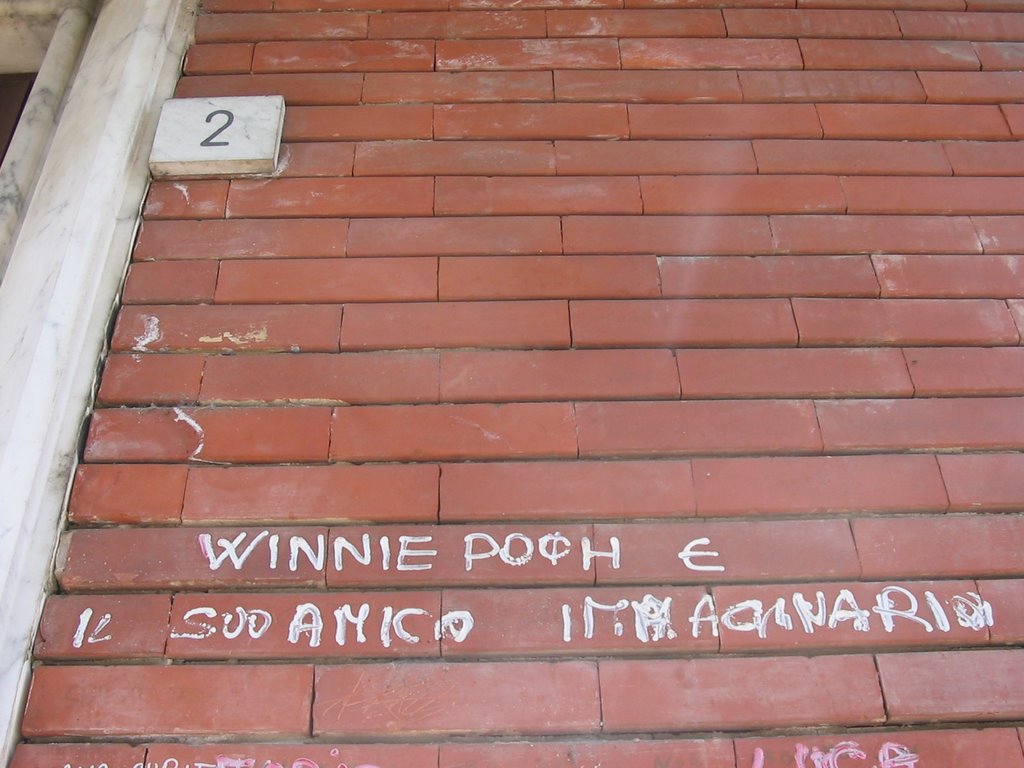 2
WINNIE POOH E
IL SUO AMICO IMMAGINARIO